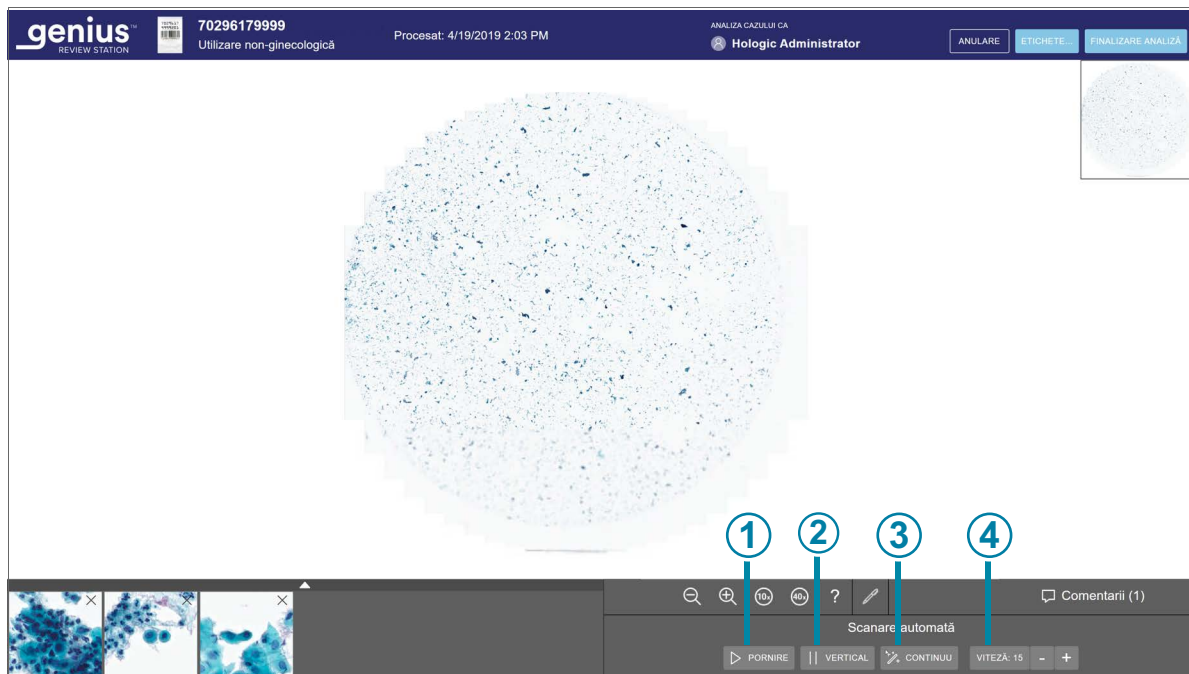 genius™
REVIEW STATION
70296179999
Utilizare non-ginecologică
Procesat: 4/19/2019 2:03 PM
ANALIZA CAZULUI CA
Hologic Administrator
ANULARE
ETICHETE...
FINALIZARE ANALIZĂ
1 2 3 4
10x 40x ?
Comentarii (1)
Scanare automată
PORNIRE
VERTICAL
CONTINUU
VITEZĂ: 15 - +